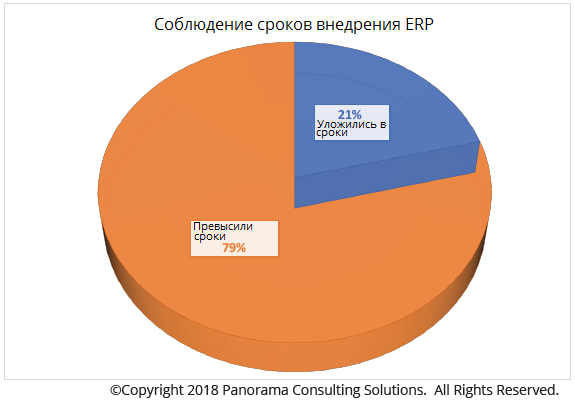 Соблюдение сроков внедрения ERP
21%
Уложились в
сроки
Превысили
сроки
79%
©Copyright 2018 Panorama Consulting Solutions. All Rights Reserved.